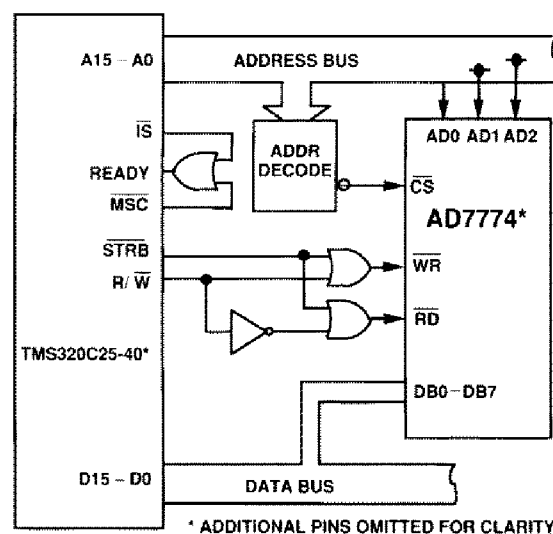 A15 – A0
ADDRESS BUS
IS
READY
MSC
ADDR
DECODE
AD0 AD1 AD2
CS
AD7774*
STRB
R/W
WR
RD
TMS320C25-40*
DB0–DB7
D15 – D0
DATA BUS
* ADDITIONAL PINS OMITTED FOR CLARITY